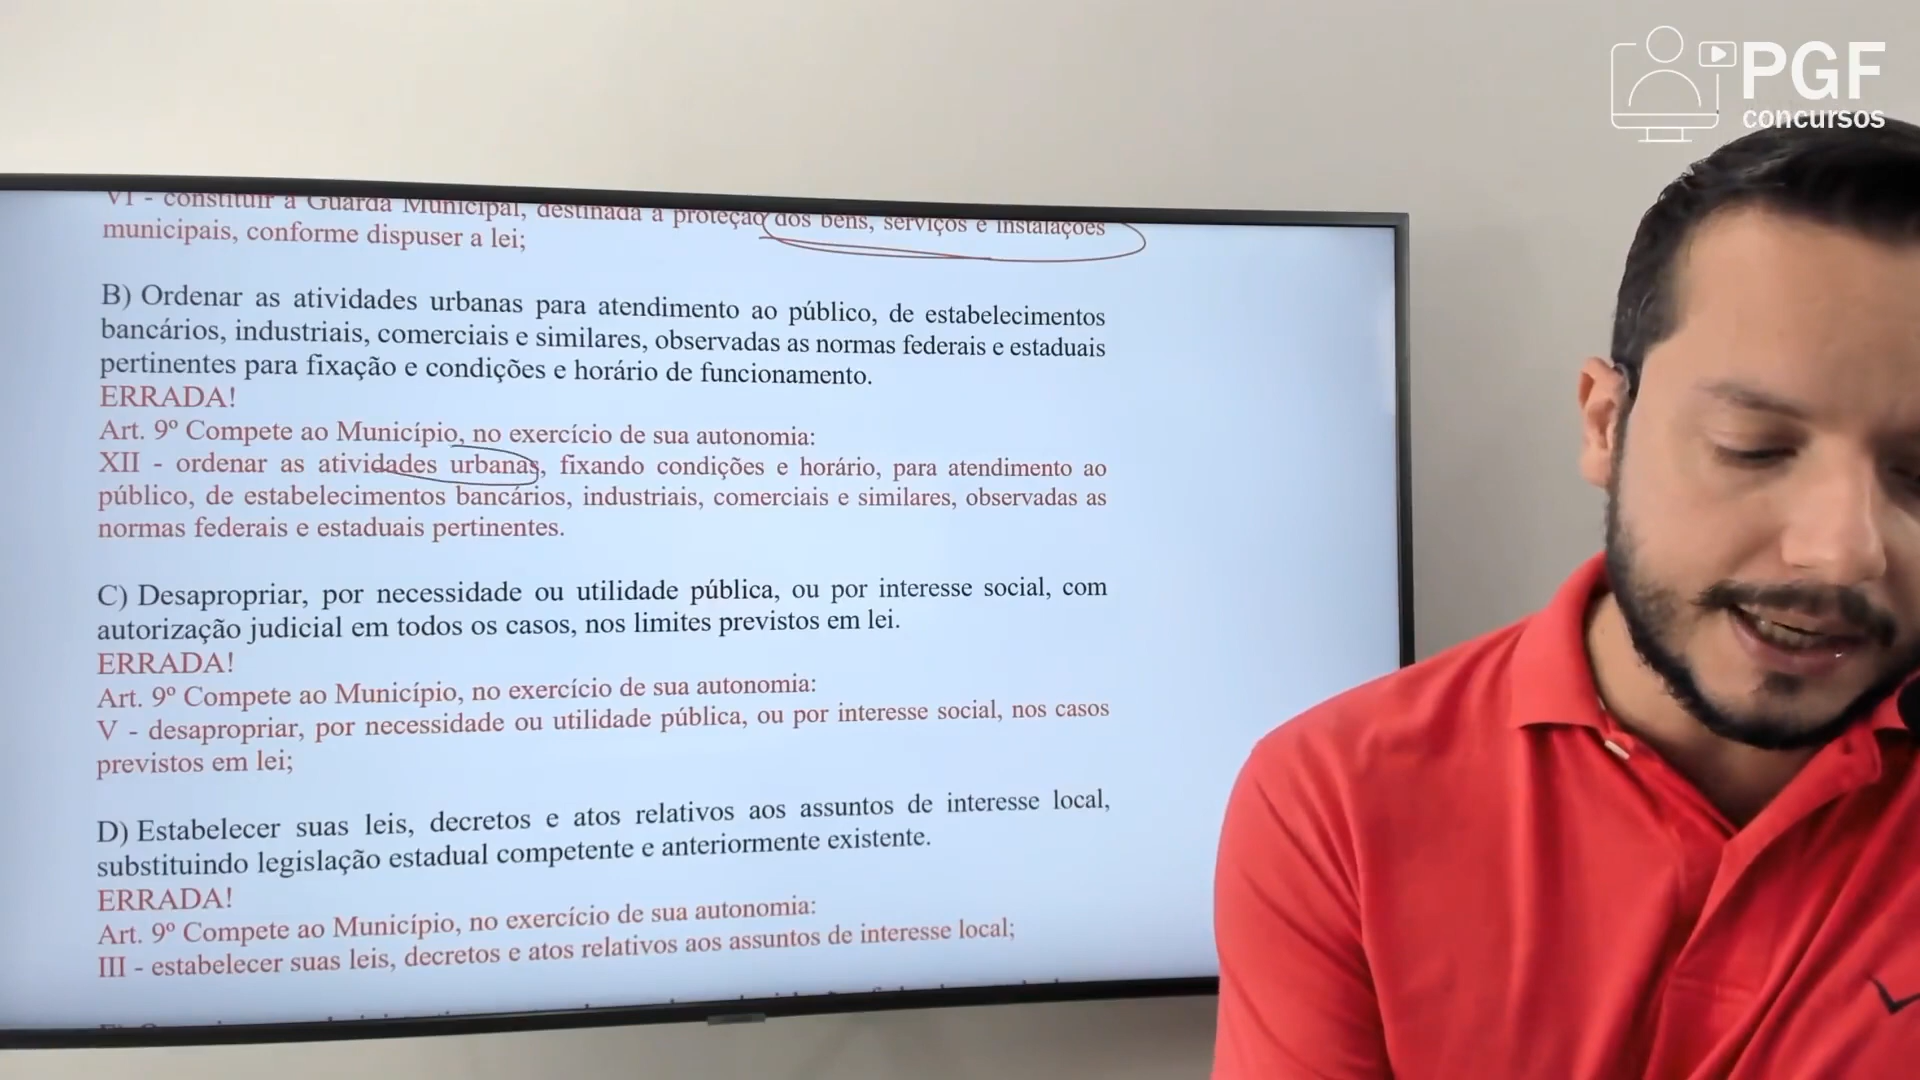 PGF
concursos
VI - constituir a Guarda Municipal, destinada à proteção dos bens, serviços e instalações
municipais, conforme dispuser a lei;
B) Ordenar as atividades urbanas para atendimento ao público, de estabelecimentos
bancários, industriais, comerciais e similares, observadas as normas federais e estaduais
pertinentes para fixação e condições e horário de funcionamento.
ERRADA!
Art. 9º Compete ao Município, no exercício de sua autonomia:
XII - ordenar as atividades urbanas, fixando condições e horário, para atendimento ao
público, de estabelecimentos bancários, industriais, comerciais e similares, observadas as
normas federais e estaduais pertinentes.
C) Desapropriar, por necessidade ou utilidade pública, ou por interesse social, com
autorização judicial em todos os casos, nos limites previstos em lei.
ERRADA!
Art. 9º Compete ao Município, no exercício de sua autonomia:
V - desapropriar, por necessidade ou utilidade pública, ou por interesse social, nos casos
previstos em lei;
D) Estabelecer suas leis, decretos e atos relativos aos assuntos de interesse local,
substituindo legislação estadual competente e anteriormente existente.
ERRADA!
Art. 9º Compete ao Município, no exercício de sua autonomia:
III - estabelecer suas leis, decretos e atos relativos aos assuntos de interesse local;